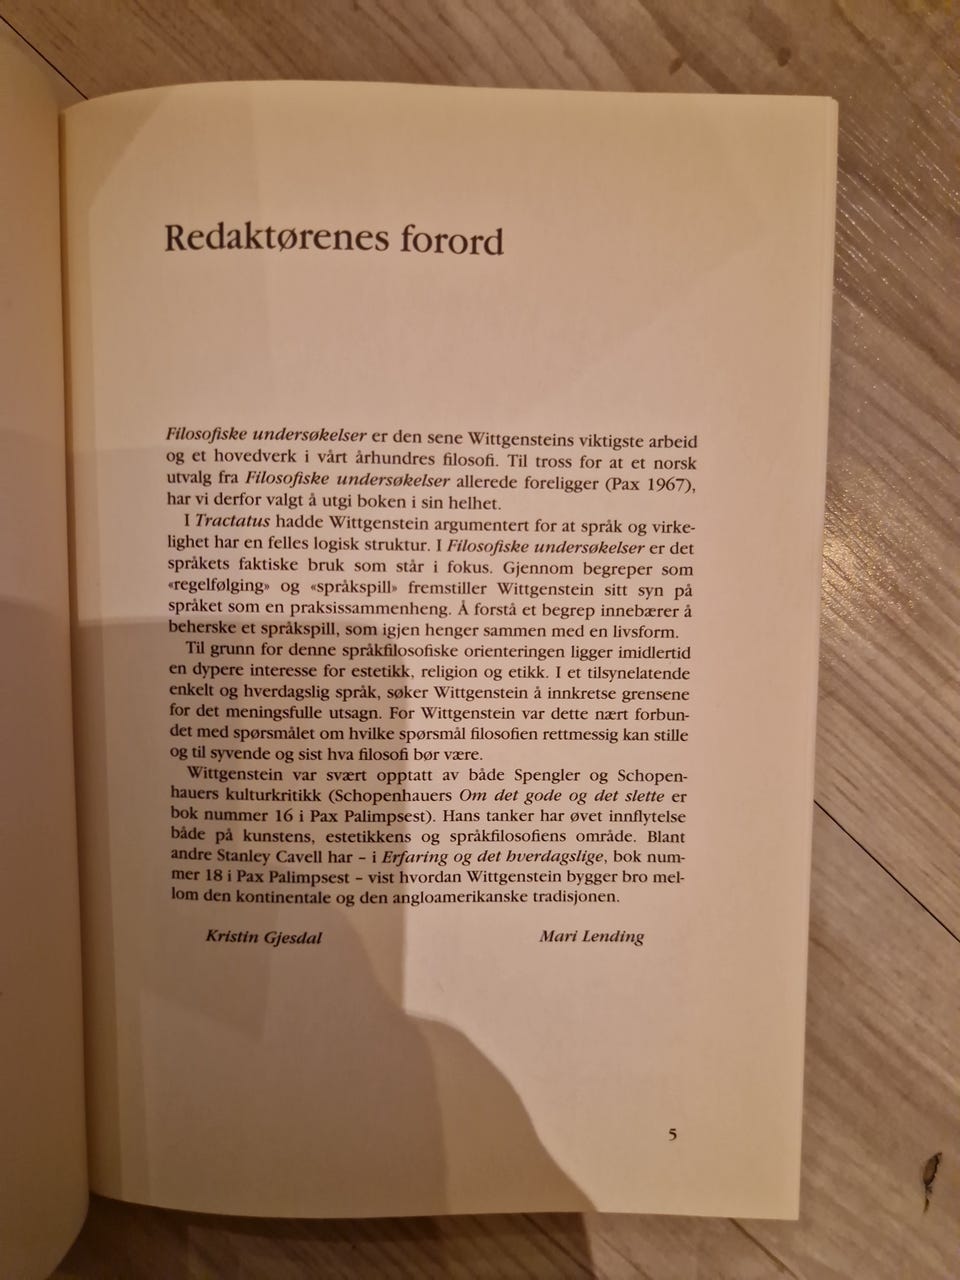 Redaktørenes forord
Filosofiske undersøkelser er den sene Wittgensteins viktigste arbeid
og et hovedverk i vårt århundres filosofi. Til tross for at et norsk
utvalg fra Filosofiske undersøkelser allerede foreligger (Pax 1967),
har vi derfor valgt å utgi boken i sin helhet.
I Tractatus hadde Wittgenstein argumentert for at språk og virke-
lighet har en felles logisk struktur. I Filosofiske undersøkelser er det
språkets faktiske bruk som står i fokus. Gjennom begreper som
«regelfølging» og «språkspill» fremstiller Wittgenstein sitt syn på
språket som en praksissammenheng. Å forstå et begrep innebærer å
beherske et språkspill, som igjen henger sammen med en livsform.
Til grunn for denne språkfilosofiske orienteringen ligger imidlertid
en dypere interesse for estetikk, religion og etikk. I et tilsynelatende
enkelt og hverdagslig språk, søker Wittgenstein å innkretse grensene
for det meningsfulle utsagn. For Wittgenstein var dette nært forbun-
det med spørsmålet om hvilke spørsmål filosofien rettmessig kan stille
og til syvende og sist hva filosofi bør være.
Wittgenstein var svært opptatt av både Spengler og Schopen-
hauers kulturkritikk (Schopenhauers Om det gode og det slette er
bok nummer 16 i Pax Palimpsest). Hans tanker har øvet innflytelse
både på kunstens, estetikkens og språkfilosofiens område. Blant
andre Stanley Cavell har – i Erfaring og det hverdagslige, bok num-
mer 18 i Pax Palimpsest – vist hvordan Wittgenstein bygger bro mel-
lom den kontinentale og den angloamerikanske tradisjonen.
Kristin Gjesdal Mari Lending
5